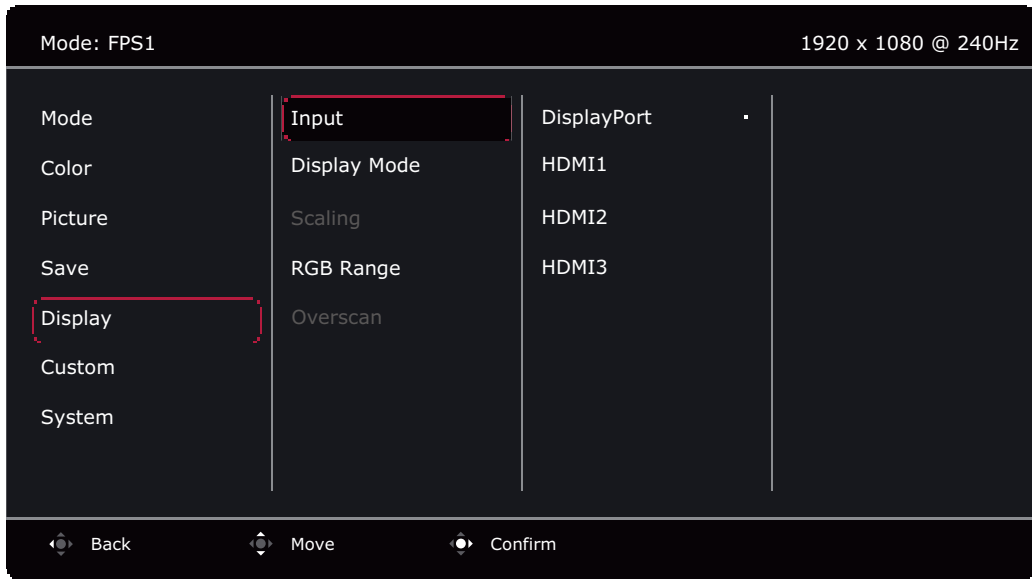 Mode: FPS1
1920 x 1080 @ 240Hz
Mode
Color
Picture
Save
Display
Custom
System
Input
Display Mode
Scaling
RGB Range
Overscan
DisplayPort
HDMI1
HDMI2
HDMI3
Back
Move
Confirm